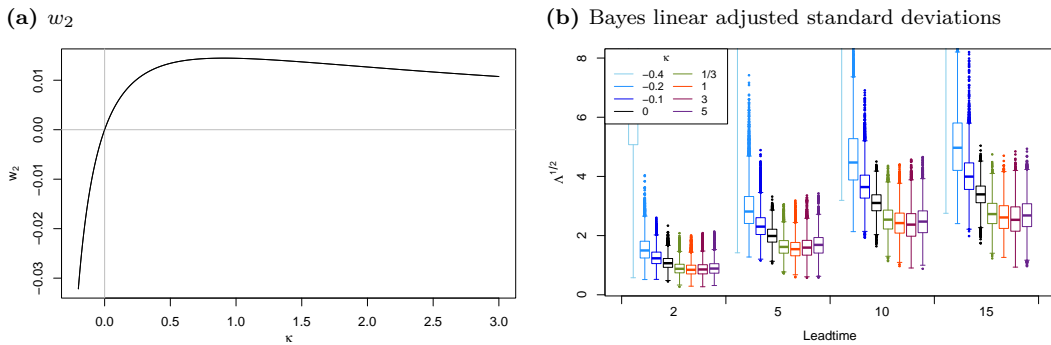 (a) w₂
w₂
0.01
0.00
−0.01
−0.02
−0.03
0.0 0.5 1.0 1.5 2.0 2.5 3.0
κ
(b) Bayes linear adjusted standard deviations
Λ^1/2
8
6
4
2
0
κ
−0.4 1/3
−0.2 1
−0.1 3
0 5
2 5 10 15
Leadtime